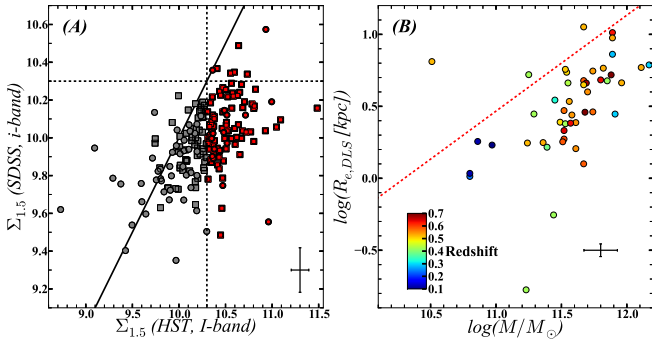 (A)
10.6
10.4
10.2
10.0
9.8
9.6
9.4
9.2
Σ1.5 (SDSS, i-band)
9.0 9.5 10.0 10.5 11.0 11.5
Σ1.5 (HST, I-band)
(B)
1.0
0.5
0.0
−0.5
log(Re,DLS [kpc])
0.7
0.6
0.5
0.4
0.3
0.2
0.1
Redshift
10.5 11.0 11.5 12.0
log(M/M⊙)